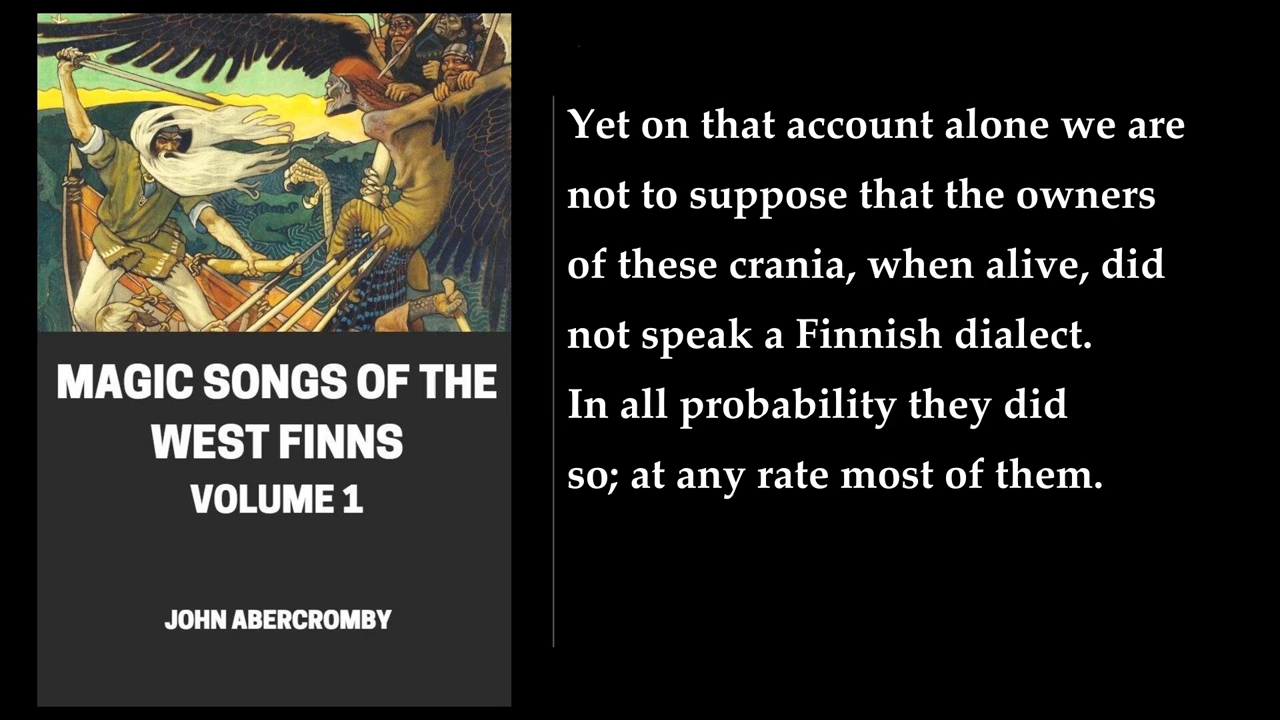 MAGIC SONGS OF THE
WEST FINNS
VOLUME 1
JOHN ABERCROMBY
Yet on that account alone we are
not to suppose that the owners
of these crania, when alive, did
not speak a Finnish dialect.
In all probability they did
so; at any rate most of them.